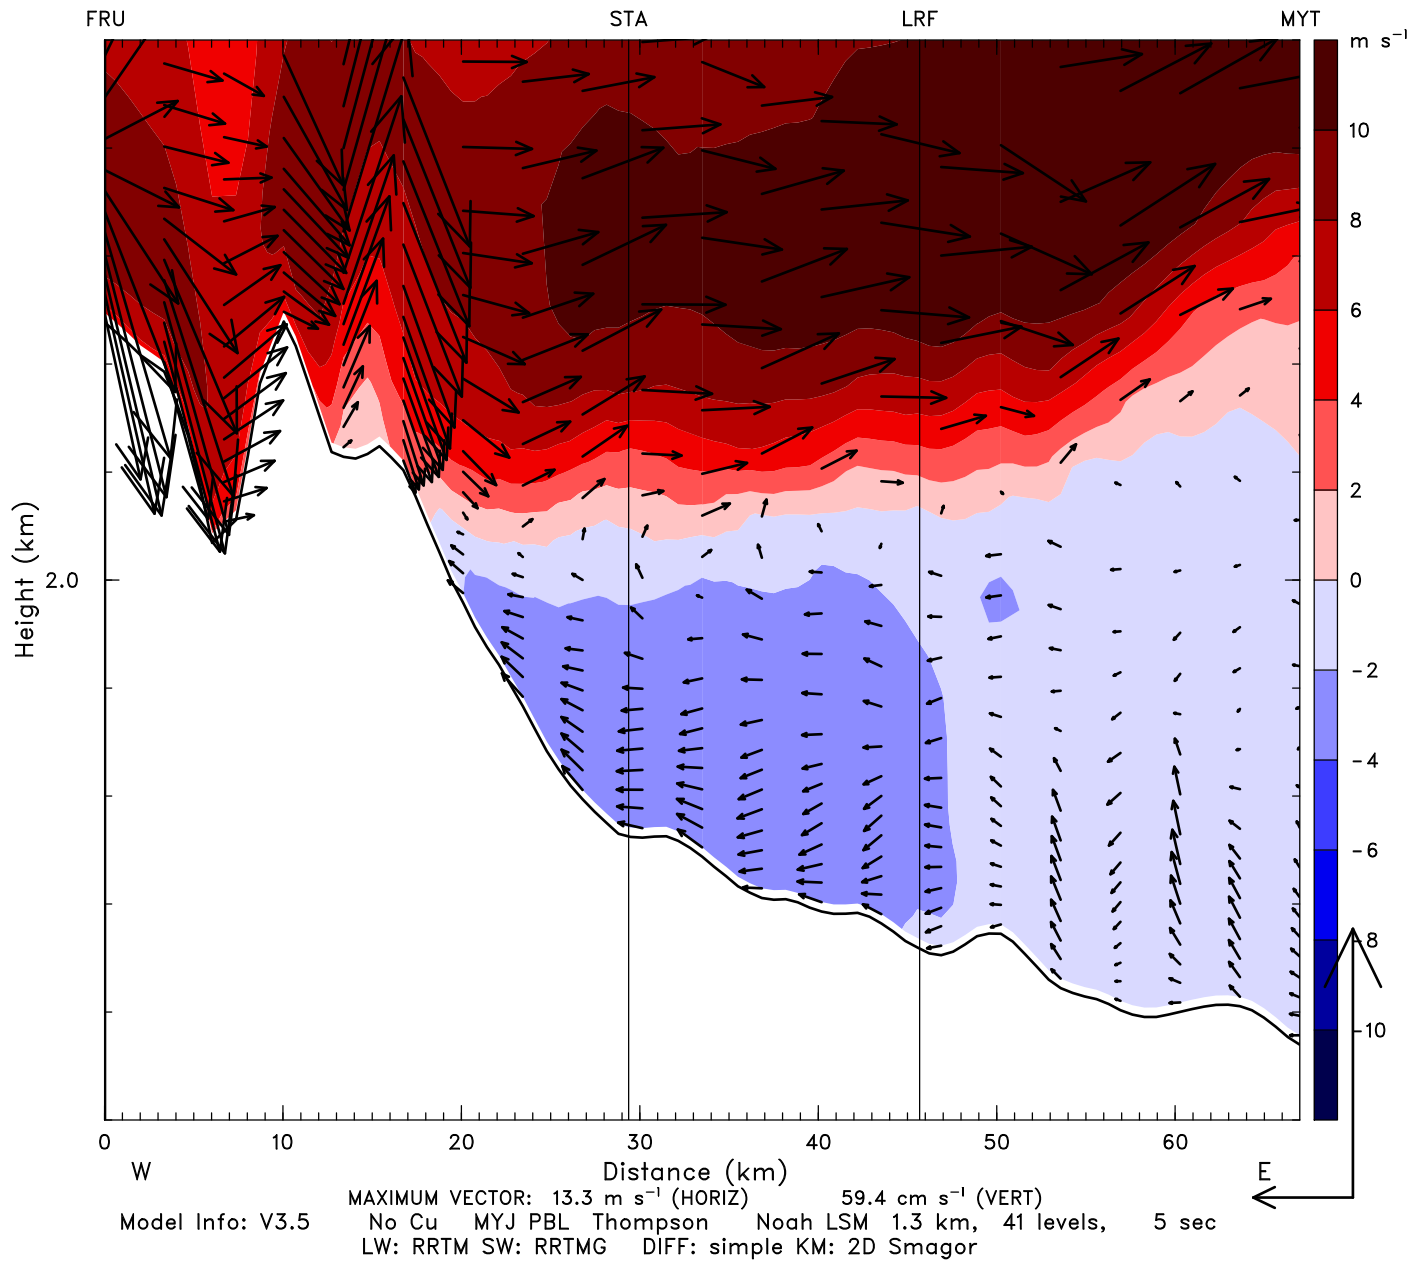 FRU STA LRF MYT
m s⁻¹
10
8
6
4
2
0
-2
-4
-6
-8
-10
Height (km)
2.0
0 10 20 30 40 50 60
W Distance (km) E
MAXIMUM VECTOR: 13.3 m s⁻¹ (HORIZ) 59.4 cm s⁻¹ (VERT)
Model Info: V3.5 No Cu MYJ PBL Thompson Noah LSM 1.3 km, 41 levels, 5 sec
LW: RRTM SW: RRTMG DIFF: simple KM: 2D Smagor